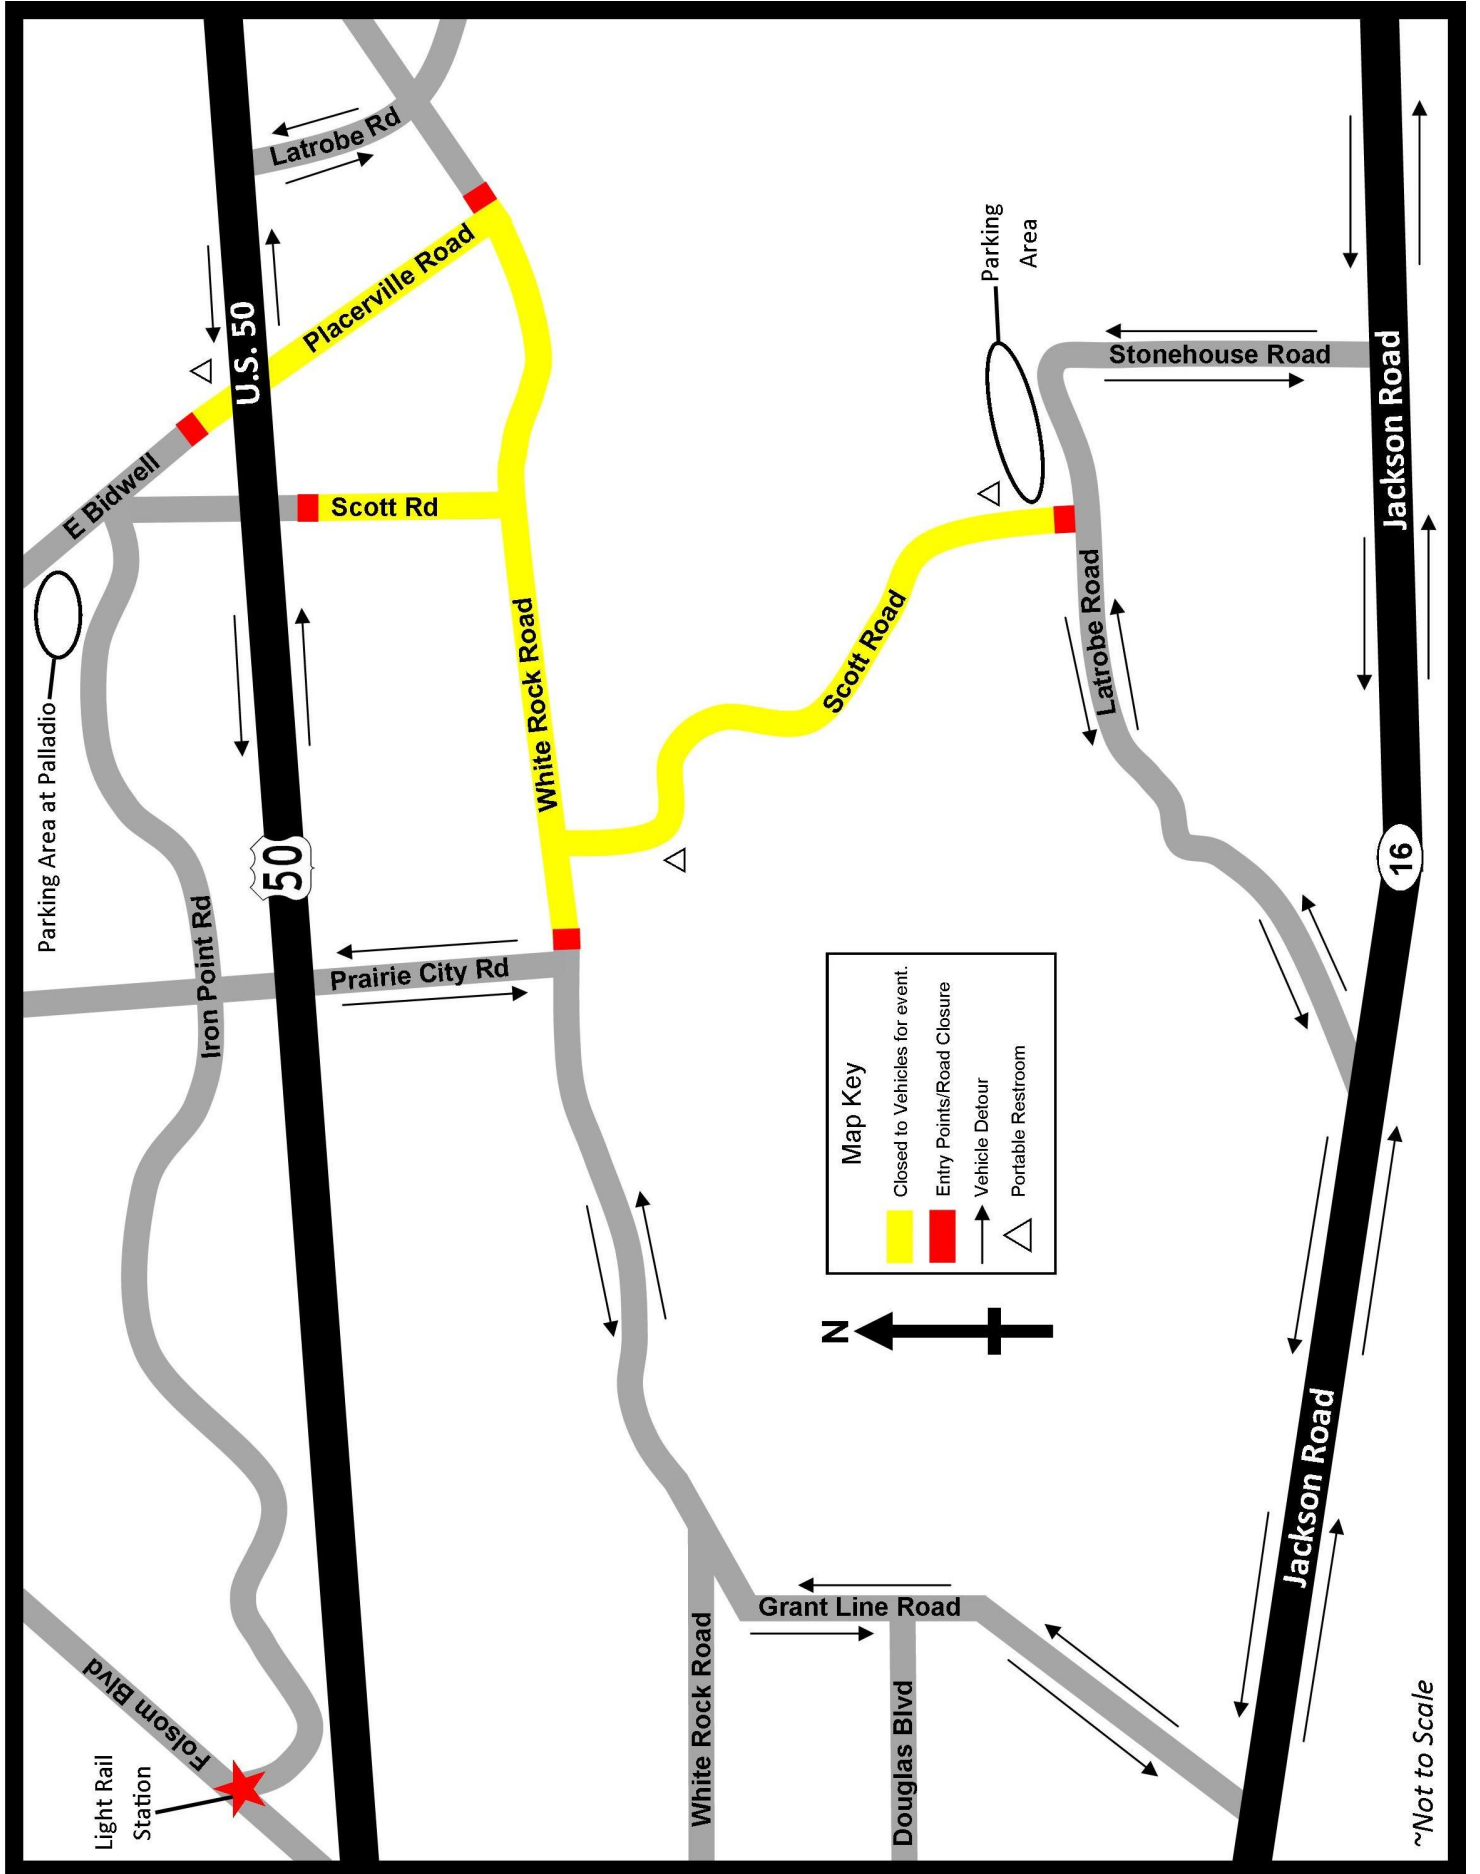 Light Rail
Station
Folsom Blvd
Iron Point Rd
Parking Area at Palladio
E Bidwell
50
U.S. 50
Latrobe Rd
Placerville Road
Scott Rd
Prairie City Rd
White Rock Road
White Rock Road
Scott Road
Parking
Area
Grant Line Road
Douglas Blvd
N
Map Key
Closed to Vehicles for event.
Entry Points/Road Closure
Vehicle Detour
Portable Restroom
Latrobe Road
Stonehouse Road
Jackson Road
16
Jackson Road
~Not to Scale